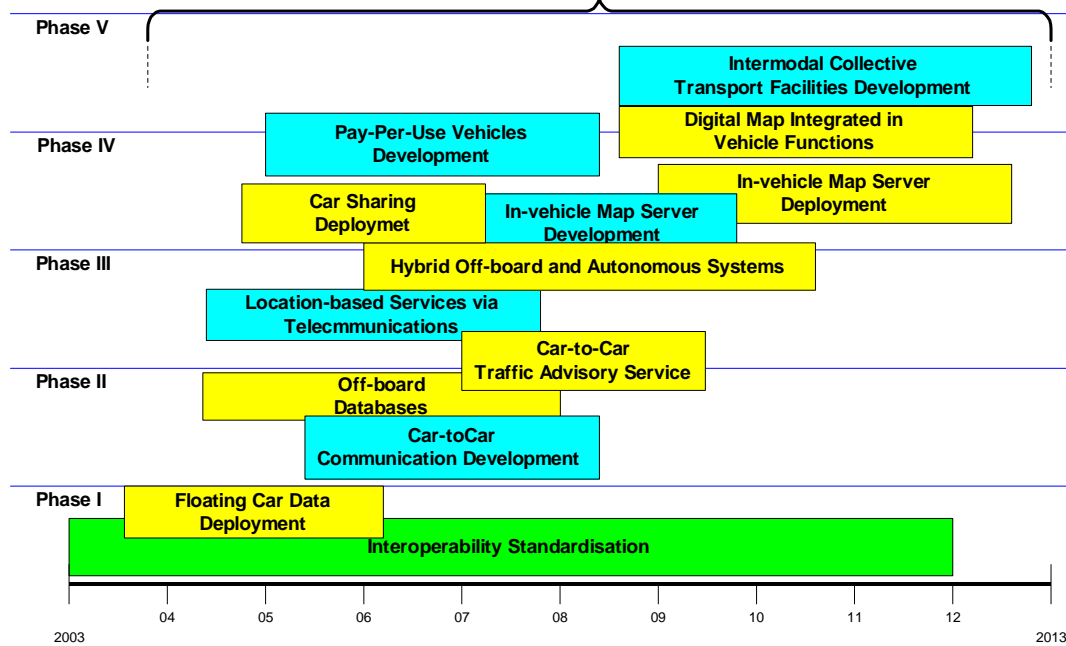 Phase V
Intermodal Collective
Transport Facilities Development
Digital Map Integrated in
Vehicle Functions
Pay-Per-Use Vehicles
Development
Phase IV
In-vehicle Map Server
Deployment
Car Sharing
Deploymet
In-vehicle Map Server
Development
Phase III
Hybrid Off-board and Autonomous Systems
Location-based Services via
Telecmmunications
Car-to-Car
Traffic Advisory Service
Phase II
Off-board
Databases
Car-toCar
Communication Development
Phase I
Floating Car Data
Deployment
Interoperability Standardisation
04 05 06 07 08 09 10 11 12
2003 2013